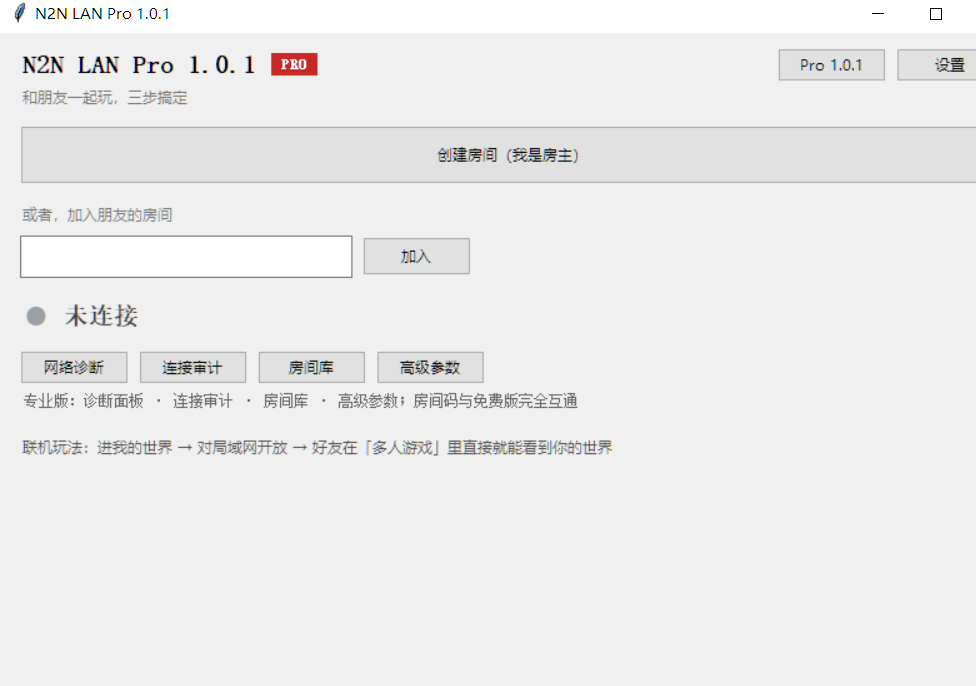 N2N LAN Pro 1.0.1
N2N LAN Pro 1.0.1 PRO Pro 1.0.1 设置
和朋友一起玩，三步搞定
创建房间（我是房主）
或者，加入朋友的房间
加入
未连接
网络诊断 连接审计 房间库 高级参数
专业版：诊断面板 · 连接审计 · 房间库 · 高级参数；房间码与免费版完全互通
联机玩法：进我的世界 → 对局域网开放 → 好友在「多人游戏」里直接就能看到你的世界